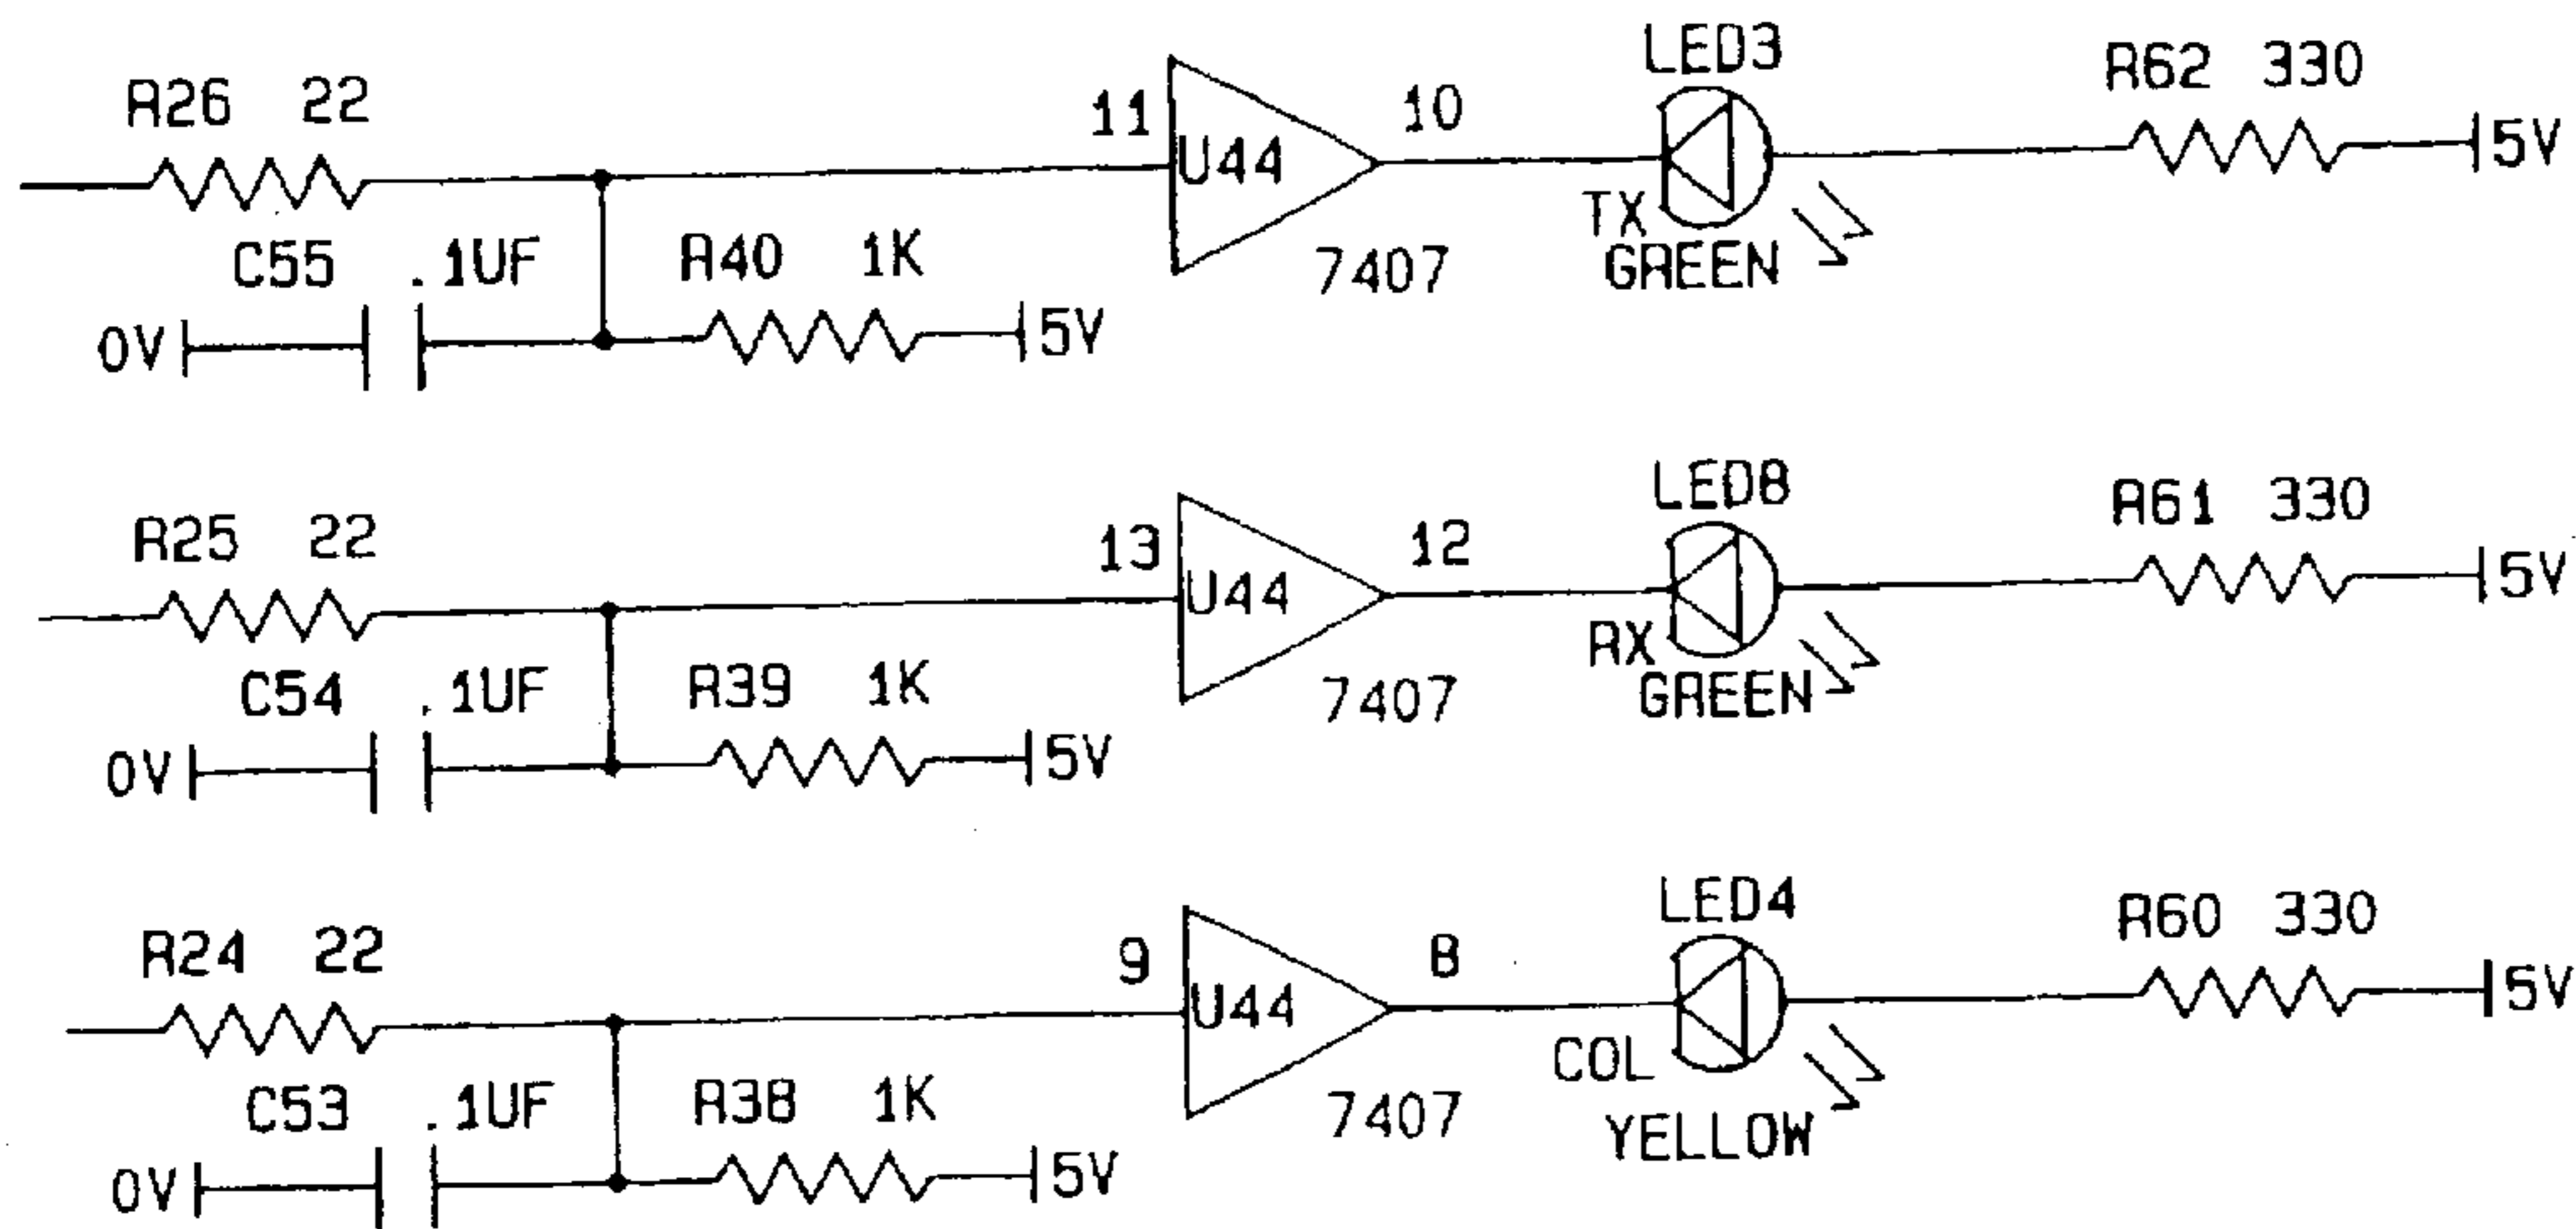 LED3
R26 22
11
10
R62 330
U44
5V
TX
GREEN
7407
C55 .1UF
R40 1K
0V
5V
LED8
R25 22
13
12
R61 330
U44
5V
RX
GREEN
7407
C54 .1UF
R39 1K
0V
5V
LED4
R24 22
9
8
R60 330
U44
5V
COL
YELLOW
7407
C53 .1UF
R38 1K
0V
5V